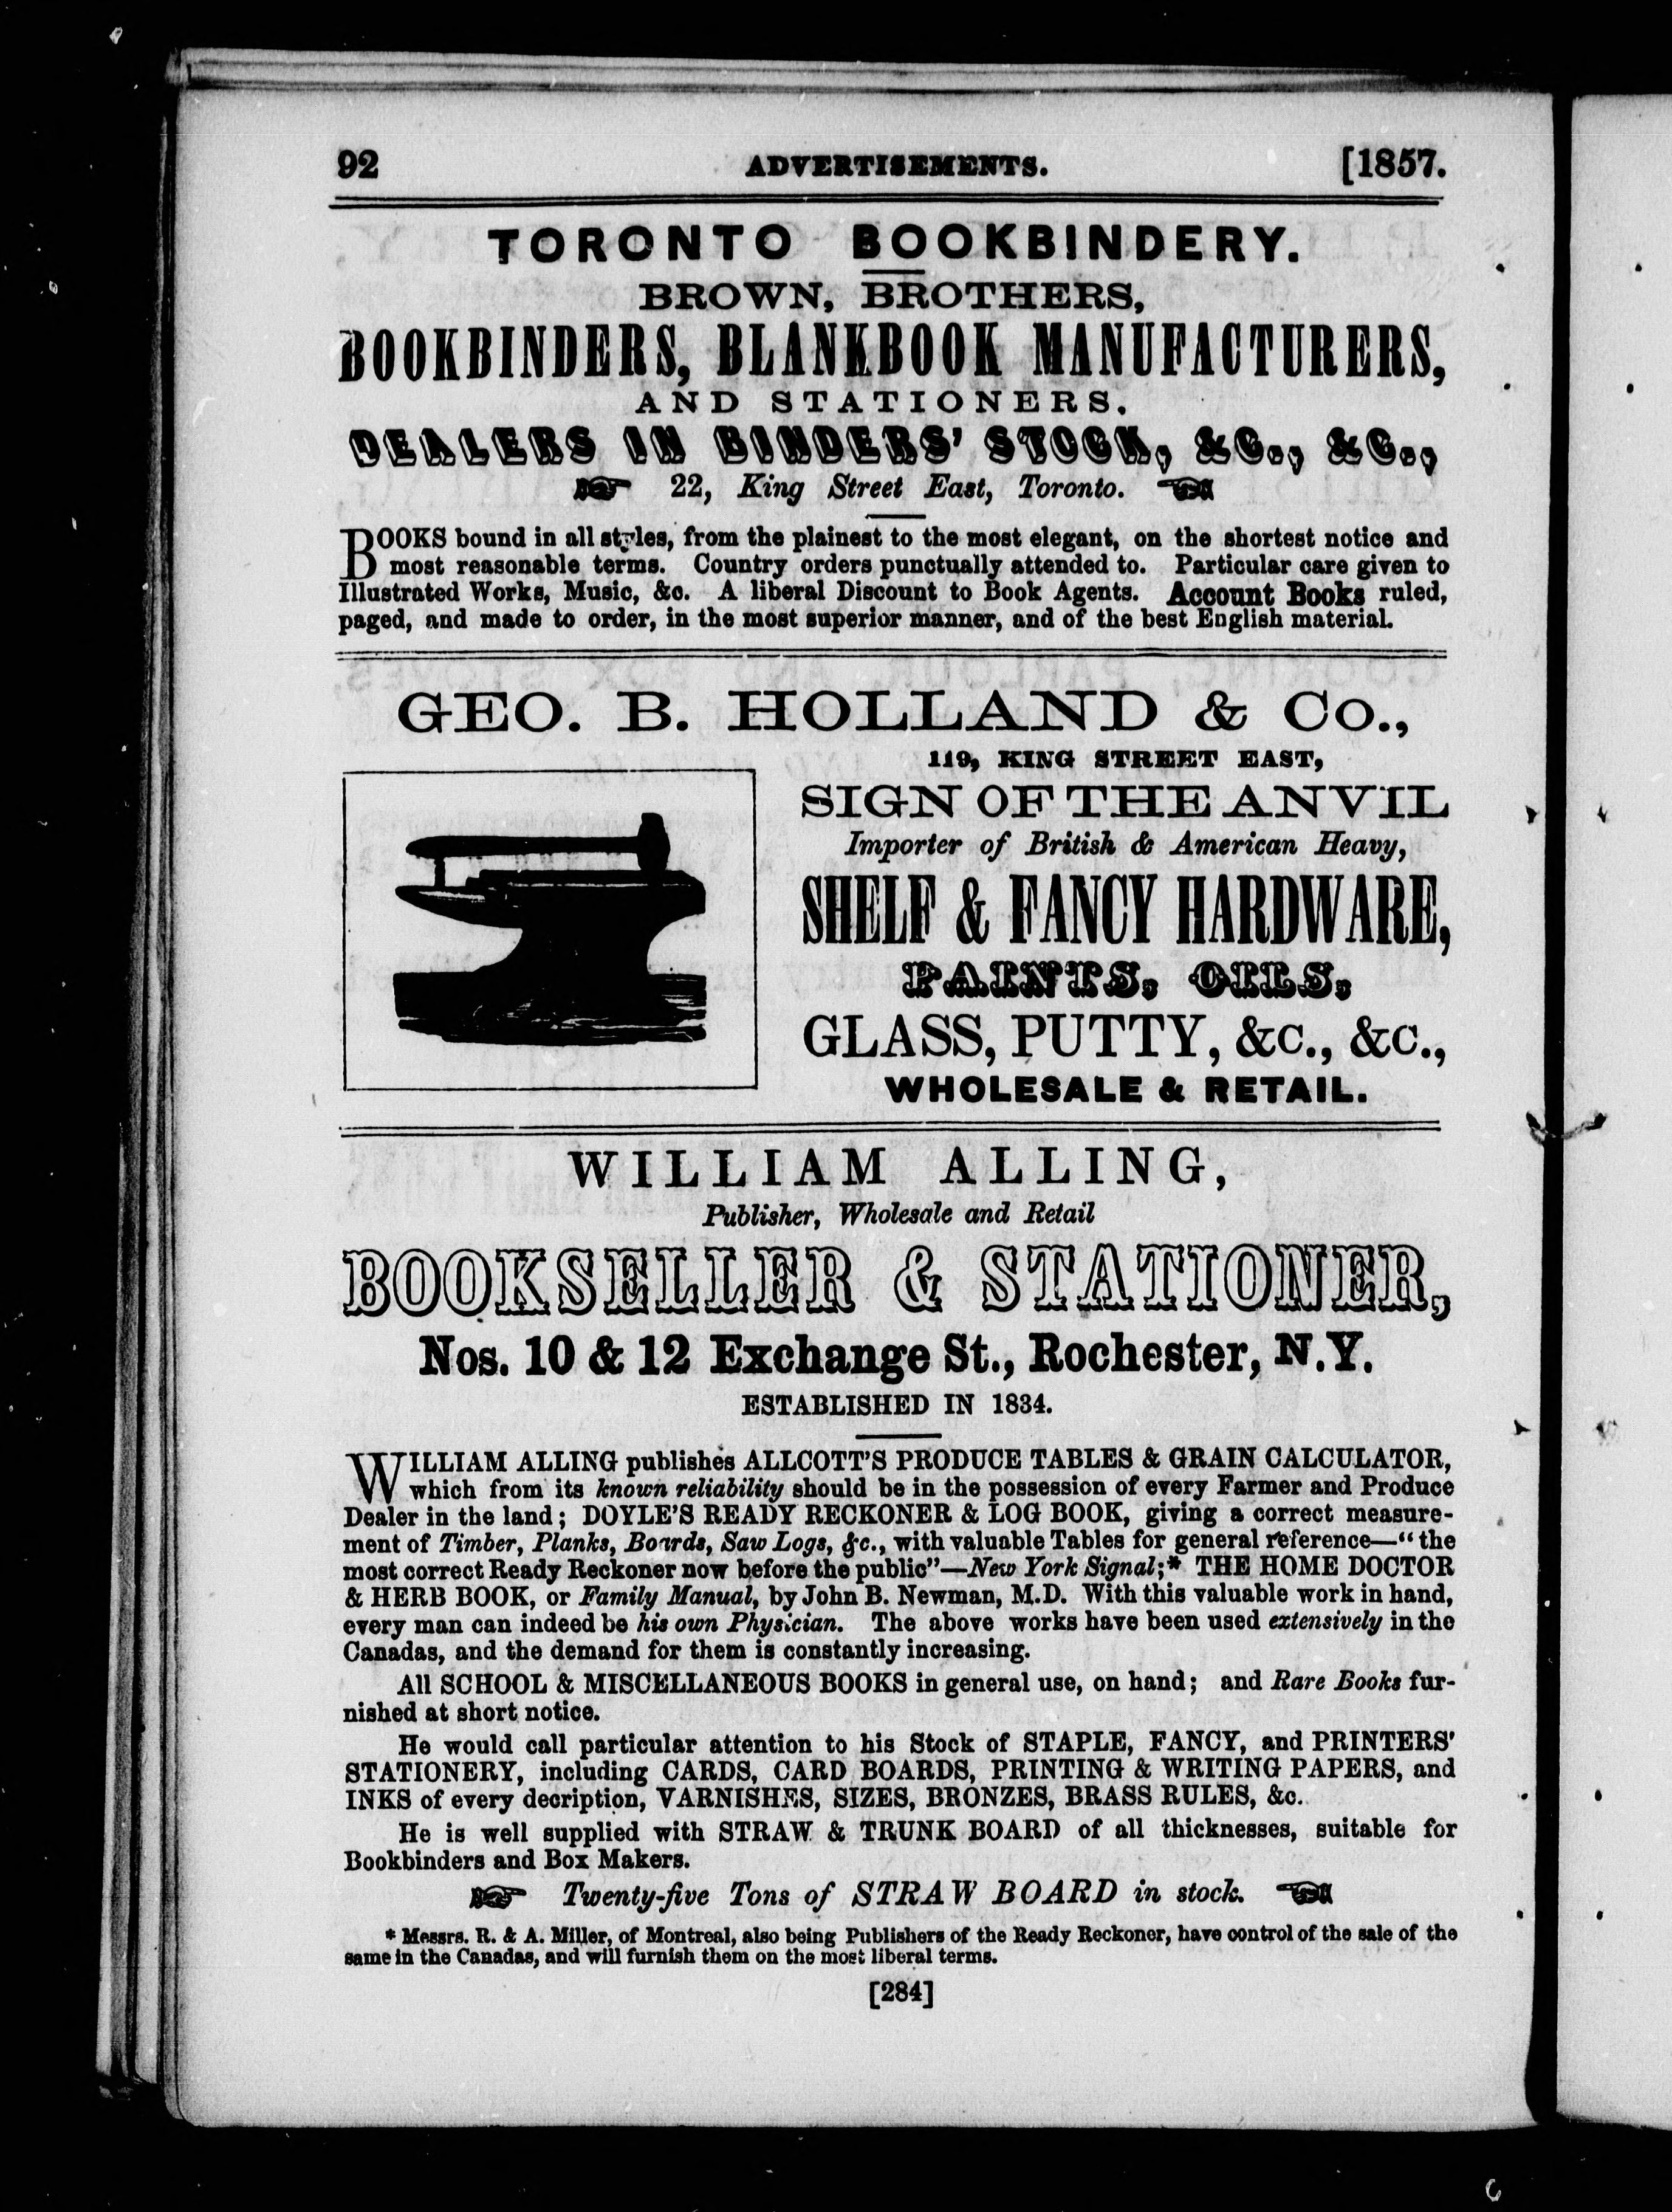 92 ADVERTISEMENTS. [1857.
TORONTO BOOKBINDERY.
BROWN, BROTHERS,
BOOKBINDERS, BLANKBOOK MANUFACTURERS,
AND STATIONERS.
DEALERS IN BINDERS' STOCK, &C., &C.,
22, King Street East, Toronto.
BOOKS bound in all styles, from the plainest to the most elegant, on the shortest notice and
most reasonable terms. Country orders punctually attended to. Particular care given to
Illustrated Works, Music, &c. A liberal Discount to Book Agents. Account Books ruled,
paged, and made to order, in the most superior manner, and of the best English material.
GEO. B. HOLLAND & Co.,
119, KING STREET EAST,
SIGN OF THE ANVIL
Importer of British & American Heavy,
SHELF & FANCY HARDWARE,
PAINTS, OILS,
GLASS, PUTTY, &c., &c.,
WHOLESALE & RETAIL.
WILLIAM ALLING,
Publisher, Wholesale and Retail
BOOKSELLER & STATIONER,
Nos. 10 & 12 Exchange St., Rochester, N.Y.
ESTABLISHED IN 1834.
WILLIAM ALLING publishes ALLCOTT'S PRODUCE TABLES & GRAIN CALCULATOR,
which from its known reliability should be in the possession of every Farmer and Produce
Dealer in the land; DOYLE'S READY RECKONER & LOG BOOK, giving a correct measure-
ment of Timber, Planks, Boards, Saw Logs, &c., with valuable Tables for general reference—"the
most correct Ready Reckoner now before the public"—New York Signal;* THE HOME DOCTOR
& HERB BOOK, or Family Manual, by John B. Newman, M.D. With this valuable work in hand,
every man can indeed be his own Physician. The above works have been used extensively in the
Canadas, and the demand for them is constantly increasing.
All SCHOOL & MISCELLANEOUS BOOKS in general use, on hand; and Rare Books fur-
nished at short notice.
He would call particular attention to his Stock of STAPLE, FANCY, and PRINTERS'
STATIONERY, including CARDS, CARD BOARDS, PRINTING & WRITING PAPERS, and
INKS of every decription, VARNISHES, SIZES, BRONZES, BRASS RULES, &c.
He is well supplied with STRAW & TRUNK BOARD of all thicknesses, suitable for
Bookbinders and Box Makers.
Twenty-five Tons of STRAW BOARD in stock.
* Messrs. R. & A. Miller, of Montreal, also being Publishers of the Ready Reckoner, have control of the sale of the
same in the Canadas, and will furnish them on the most liberal terms.
[284]